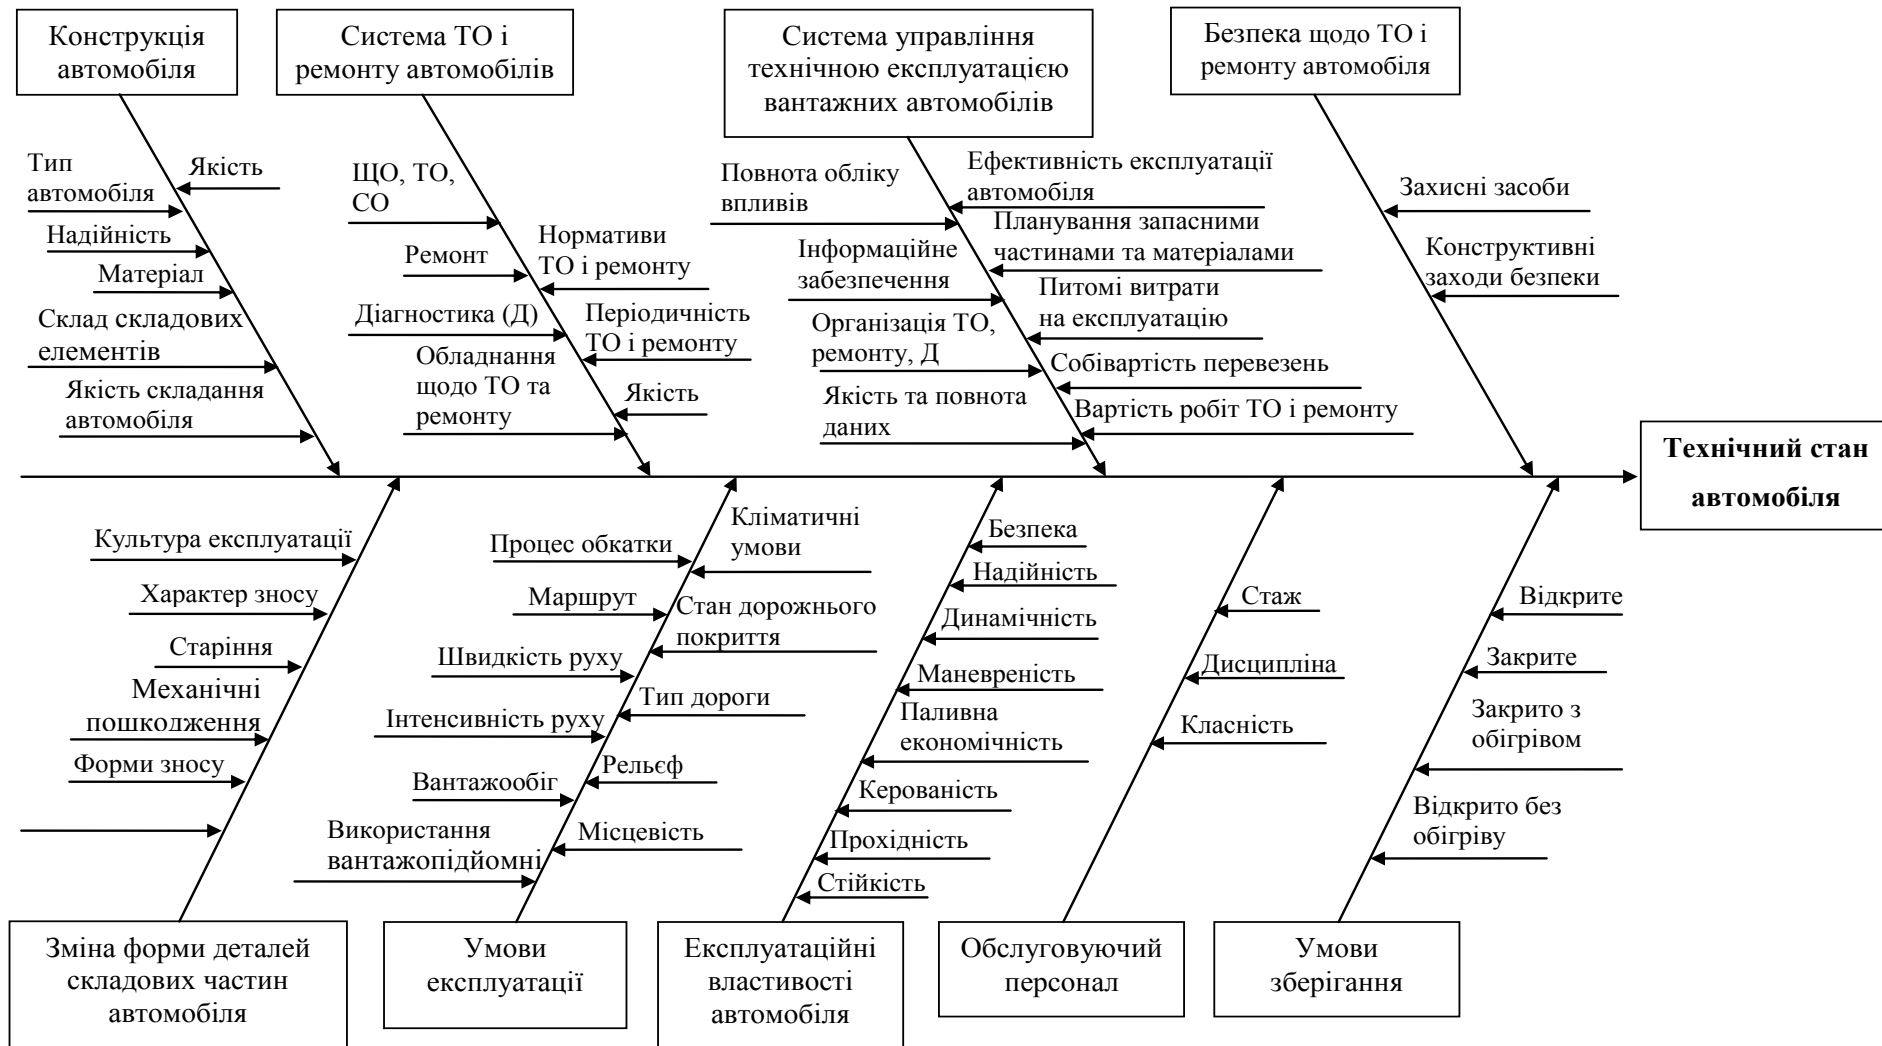 Конструкція
автомобіля
Система ТО і
ремонту автомобілів
Система управління
технічною експлуатацією
вантажних автомобілів
Безпека щодо ТО і
ремонту автомобіля
Тип
автомобіля
Якість
Надійність
Матеріал
Склад складових
елементів
Якість складання
автомобіля
ЩО, ТО,
СО
Ремонт
Нормативи
ТО і ремонту
Діагностика (Д)
Періодичність
ТО і ремонту
Обладнання
щодо ТО та
ремонту
Якість
Повнота обліку
впливів
Ефективність експлуатації
автомобіля
Інформаційне
забезпечення
Планування запасними
частинами та матеріалами
Питомі витрати
на експлуатацію
Організація ТО,
ремонту, Д
Собівартість перевезень
Якість та повнота
даних
Вартість робіт ТО і ремонту
Захисні засоби
Конструктивні
заходи безпеки
Технічний стан
автомобіля
Культура експлуатації
Характер зносу
Старіння
Механічні
пошкодження
Форми зносу
Процес обкатки
Кліматичні
умови
Маршрут
Стан дорожнього
покриття
Швидкість руху
Тип дороги
Інтенсивність руху
Рельєф
Вантажообіг
Місцевість
Використання
вантажопідйомні
Безпека
Надійність
Динамічність
Маневреність
Паливна
економічність
Керованість
Прохідність
Стійкість
Стаж
Дисципліна
Класність
Відкрите
Закрите
Закрито з
обігрівом
Відкрито без
обігріву
Зміна форми деталей
складових частин
автомобіля
Умови
експлуатації
Експлуатаційні
властивості
автомобіля
Обслуговуючий
персонал
Умови
зберігання